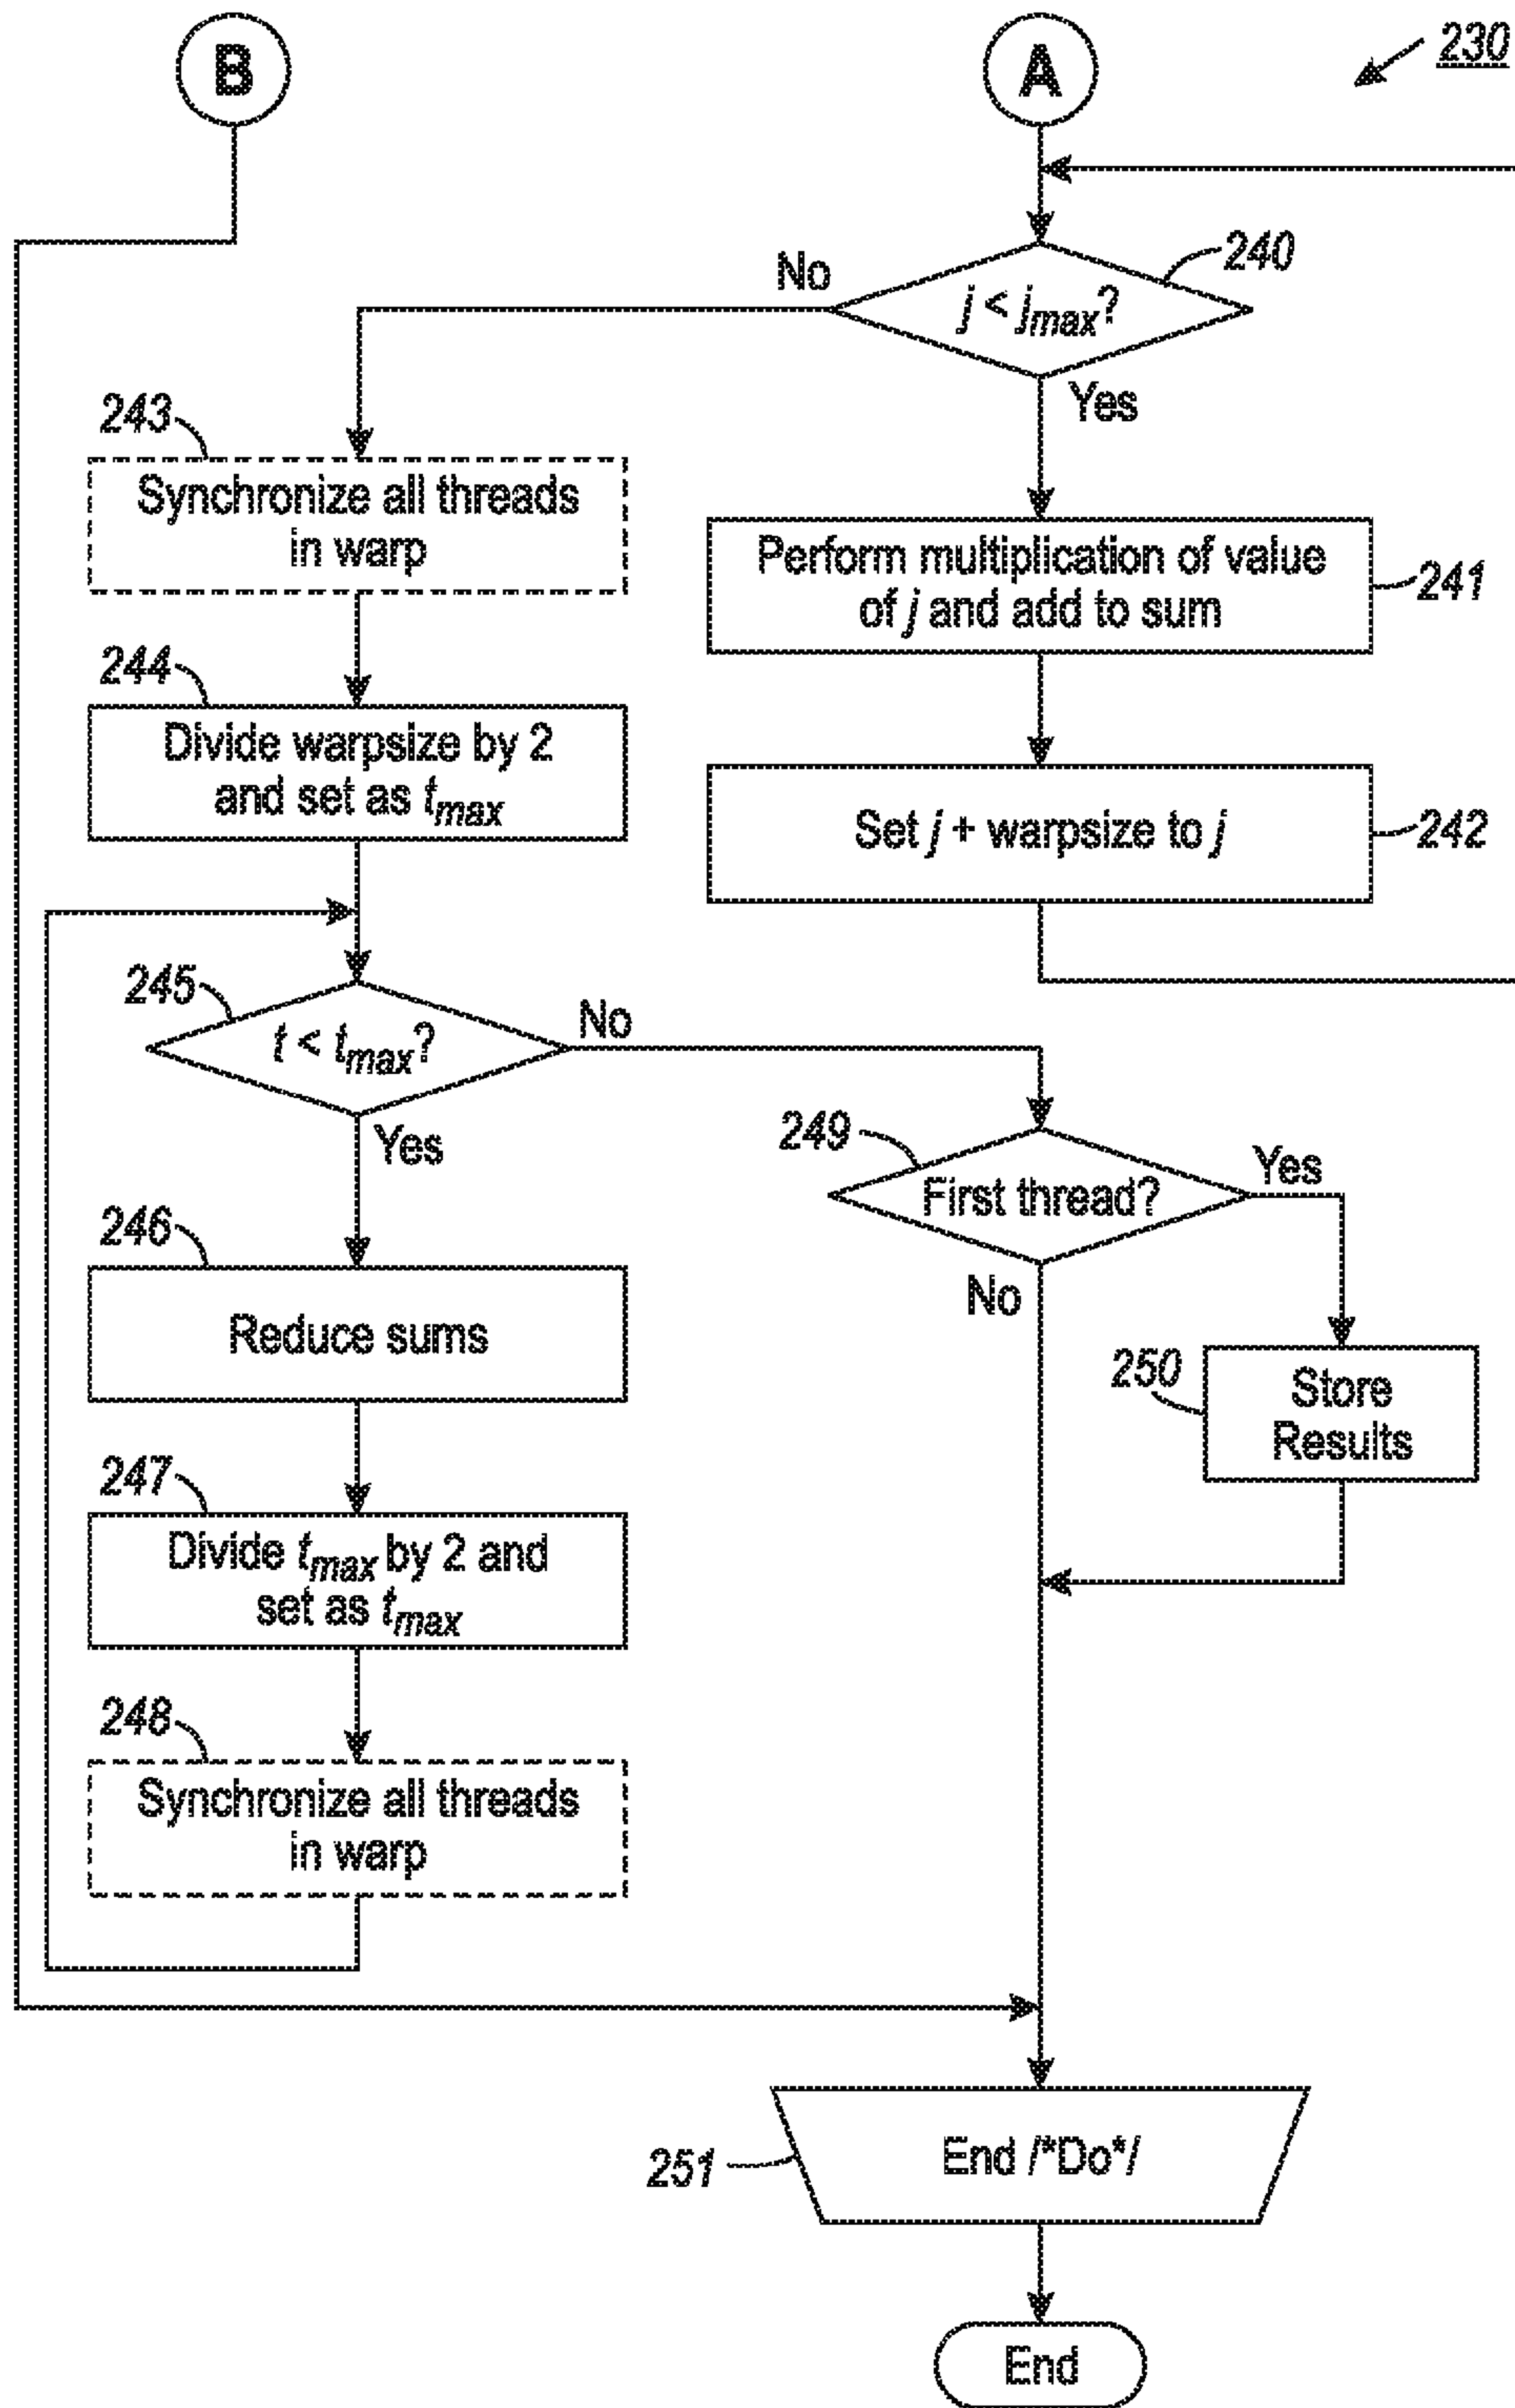 B
A
230
No
240
j < jmax?
Yes
243
Synchronize all threads
in warp
Perform multiplication of value
of j and add to sum
241
244
Divide warpsize by 2
and set as tmax
Set j + warpsize to j
242
245
t < tmax?
No
Yes
249
First thread?
Yes
No
246
Reduce sums
250
Store
Results
247
Divide tmax by 2 and
set as tmax
248
Synchronize all threads
in warp
251
End /*Do*/
End